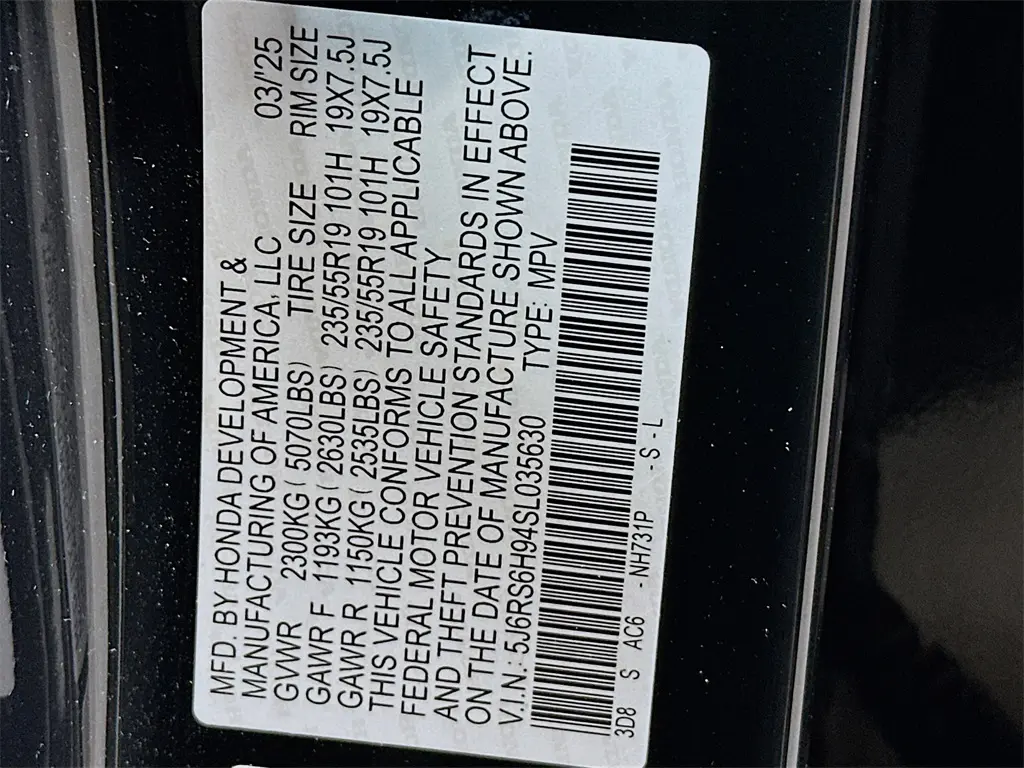 MFD. BY HONDA DEVELOPMENT &
MANUFACTURING OF AMERICA, LLC 03/'25
GVWR 2300KG ( 5070LBS) TIRE SIZE RIM SIZE
GAWR F 1193KG ( 2630LBS) 235/55R19 101H 19X7.5J
GAWR R 1150KG ( 2535LBS) 235/55R19 101H 19X7.5J
THIS VEHICLE CONFORMS TO ALL APPLICABLE
FEDERAL MOTOR VEHICLE SAFETY
AND THEFT PREVENTION STANDARDS IN EFFECT
ON THE DATE OF MANUFACTURE SHOWN ABOVE.
V.I.N.: 5J6RS6H94SL035630 TYPE: MPV
3D8 S AC6 -NH731P -S-L